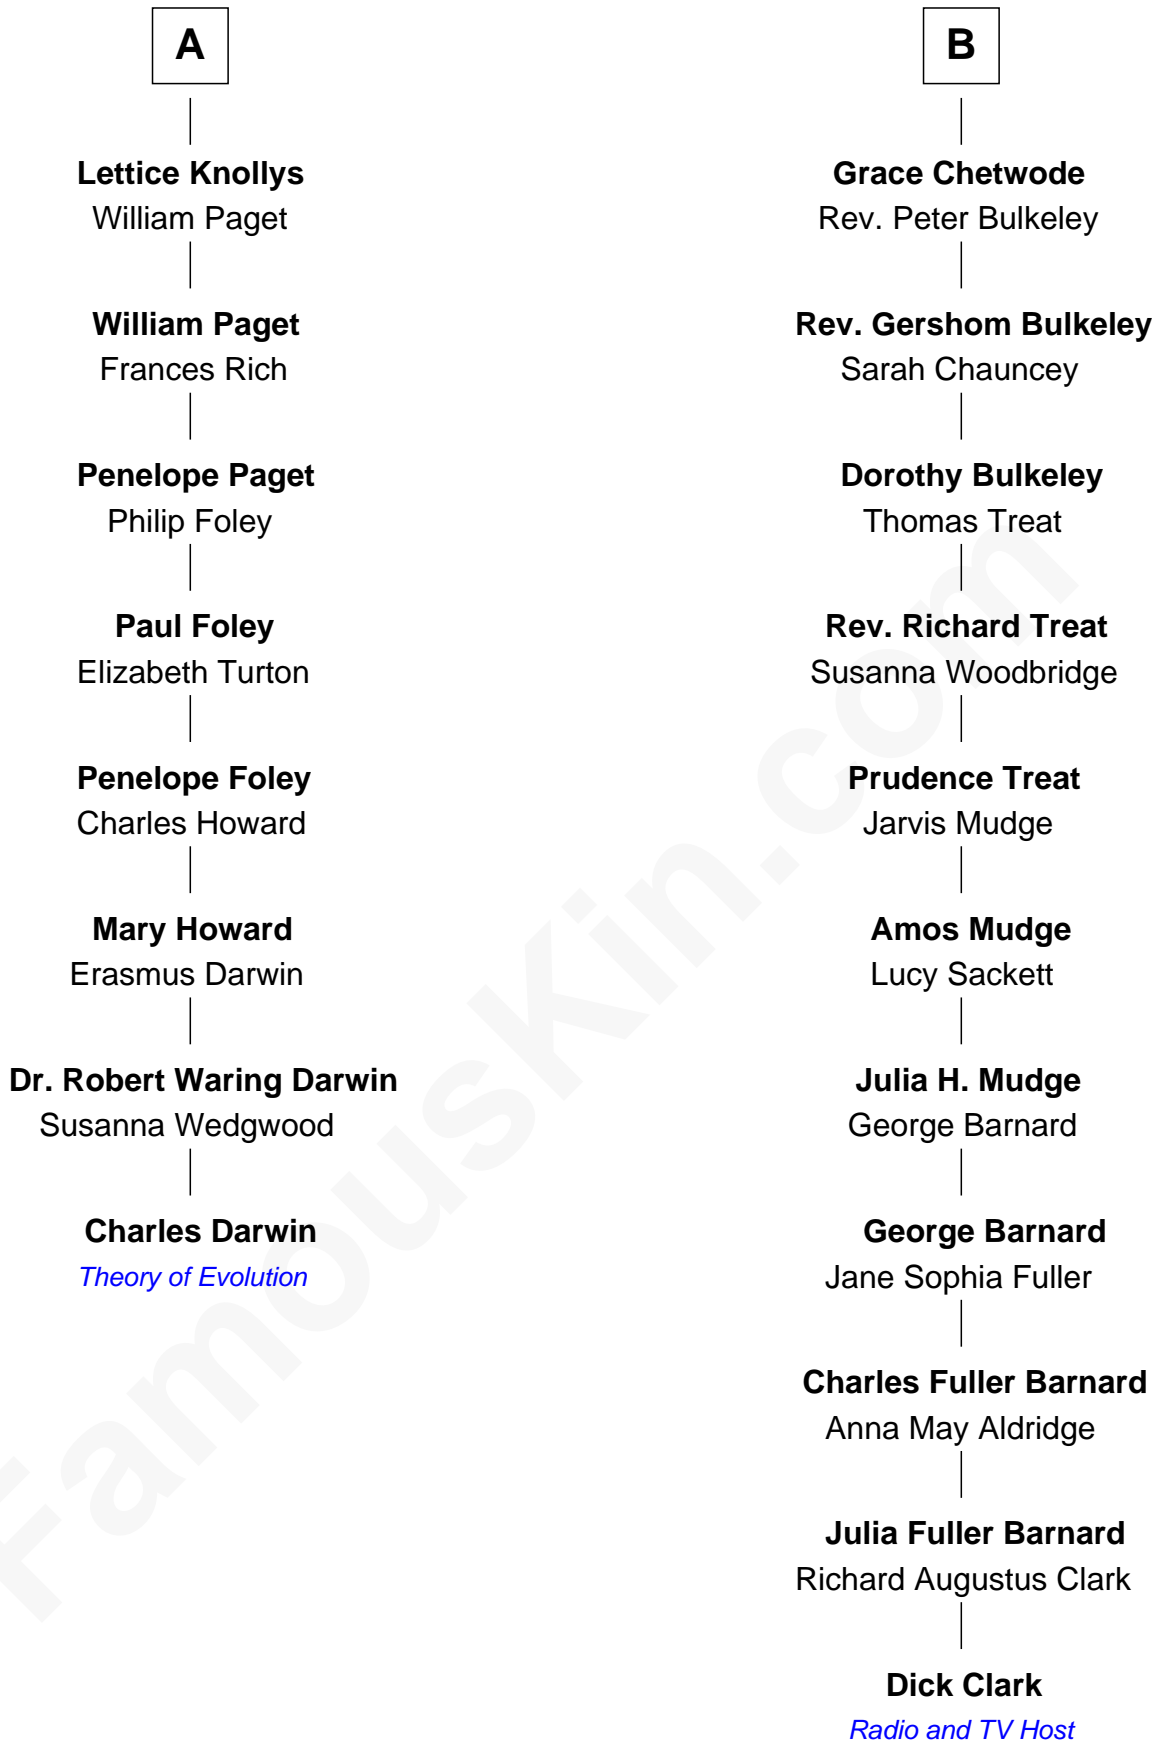 A
Lettice Knollys
William Paget
William Paget
Frances Rich
Penelope Paget
Philip Foley
Paul Foley
Elizabeth Turton
Penelope Foley
Charles Howard
Mary Howard
Erasmus Darwin
Dr. Robert Waring Darwin
Susanna Wedgwood
Charles Darwin
Theory of Evolution
B
Grace Chetwode
Rev. Peter Bulkeley
Rev. Gershom Bulkeley
Sarah Chauncey
Dorothy Bulkeley
Thomas Treat
Rev. Richard Treat
Susanna Woodbridge
Prudence Treat
Jarvis Mudge
Amos Mudge
Lucy Sackett
Julia H. Mudge
George Barnard
George Barnard
Jane Sophia Fuller
Charles Fuller Barnard
Anna May Aldridge
Julia Fuller Barnard
Richard Augustus Clark
Dick Clark
Radio and TV Host
FamousKin.com